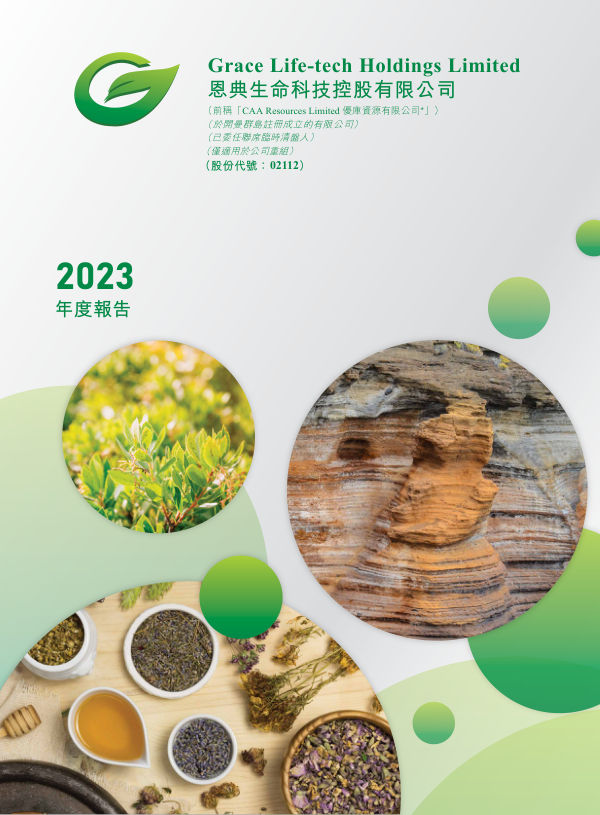 Grace Life-tech Holdings Limited
恩典生命科技控股有限公司
（前稱「CAA Resources Limited 優庫資源有限公司*」）
（於開曼群島註冊成立的有限公司）
（已委任聯席臨時清盤人）
（僅適用於公司重組）
（股份代號：02112）
2023
年度報告